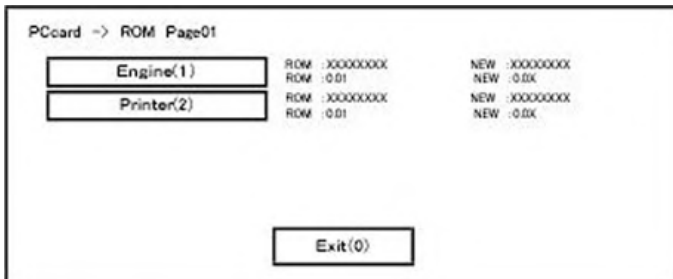 PCcard -> ROM Page01
Engine(1) ROM :XXXXXXXX NEW :XXXXXXXX
ROM :0.01 NEW :0.0X
Printer(2) ROM :XXXXXXXX NEW :XXXXXXXX
ROM :0.01 NEW :0.0X
Exit(0)